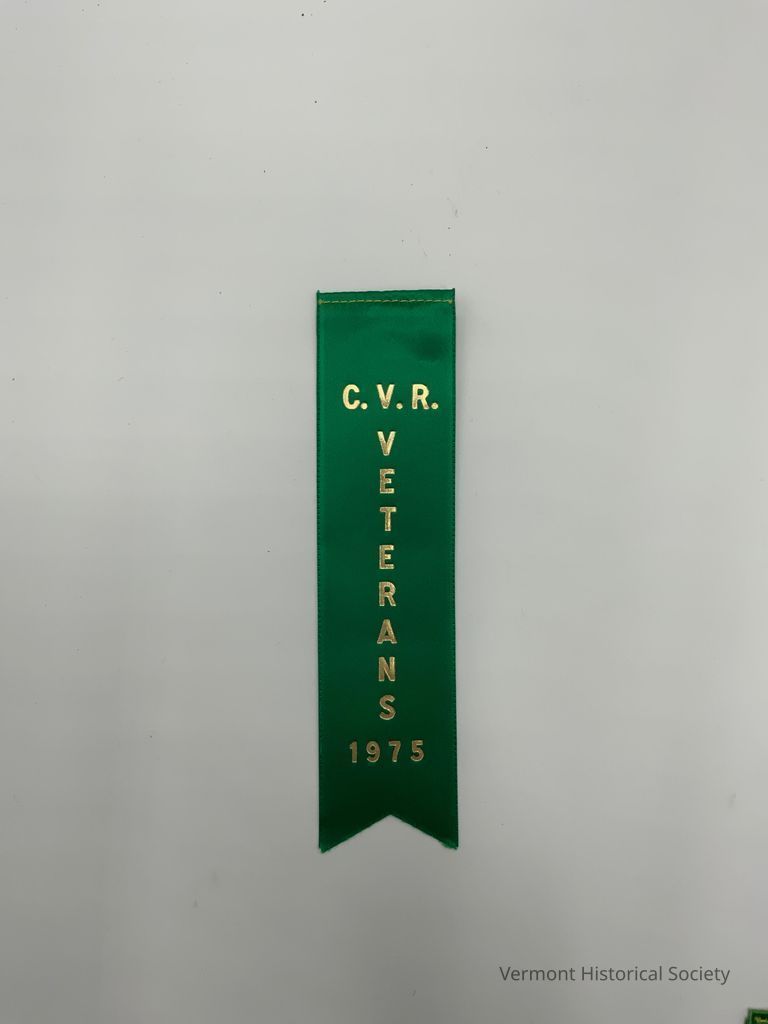 C. V. R.
V
E
T
E
R
A
N
S
1975
Vermont Historical Society